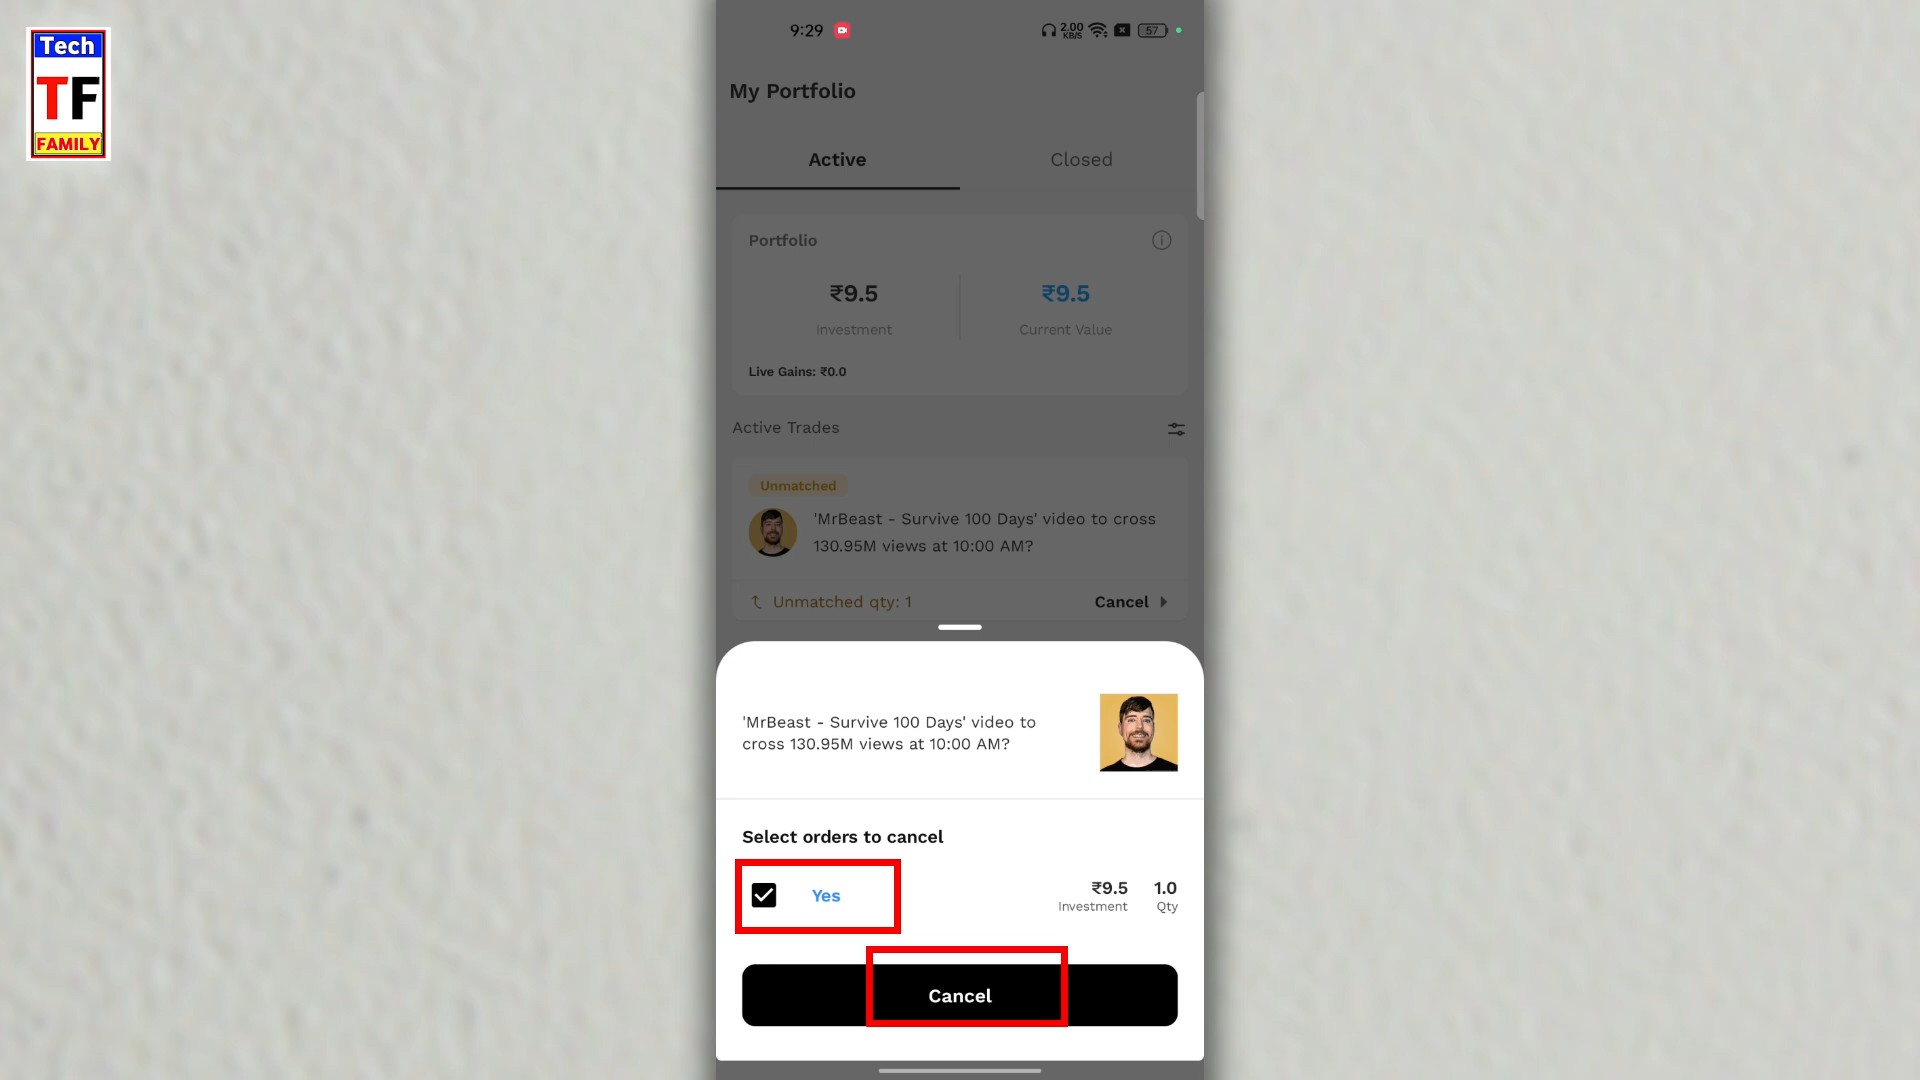 Tech
TF
FAMILY
9:29
2.00
KB/S
57
My Portfolio
Active
Closed
Portfolio
₹9.5
₹9.5
Investment
Current Value
Live Gains: ₹0.0
Active Trades
Unmatched
'MrBeast - Survive 100 Days' video to cross
130.95M views at 10:00 AM?
Unmatched qty: 1
Cancel
'MrBeast - Survive 100 Days' video to
cross 130.95M views at 10:00 AM?
Select orders to cancel
Yes
₹9.5
1.0
Investment
Qty
Cancel